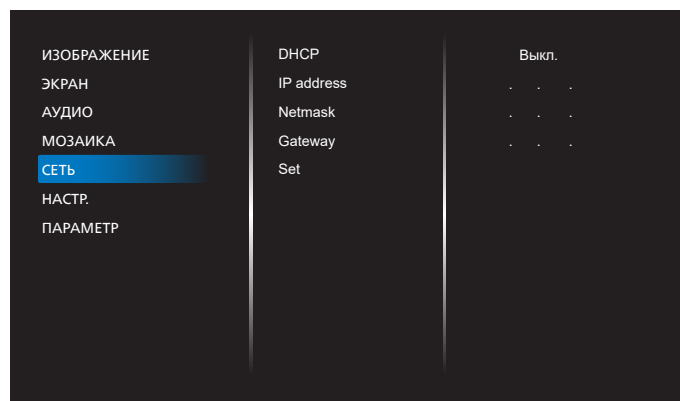 ИЗОБРАЖЕНИЕ
ЭКРАН
АУДИО
МОЗАИКА
СЕТЬ
НАСТР.
ПАРАМЕТР
DHCP
IP address
Netmask
Gateway
Set
Выкл.
. . .
. . .
. . .